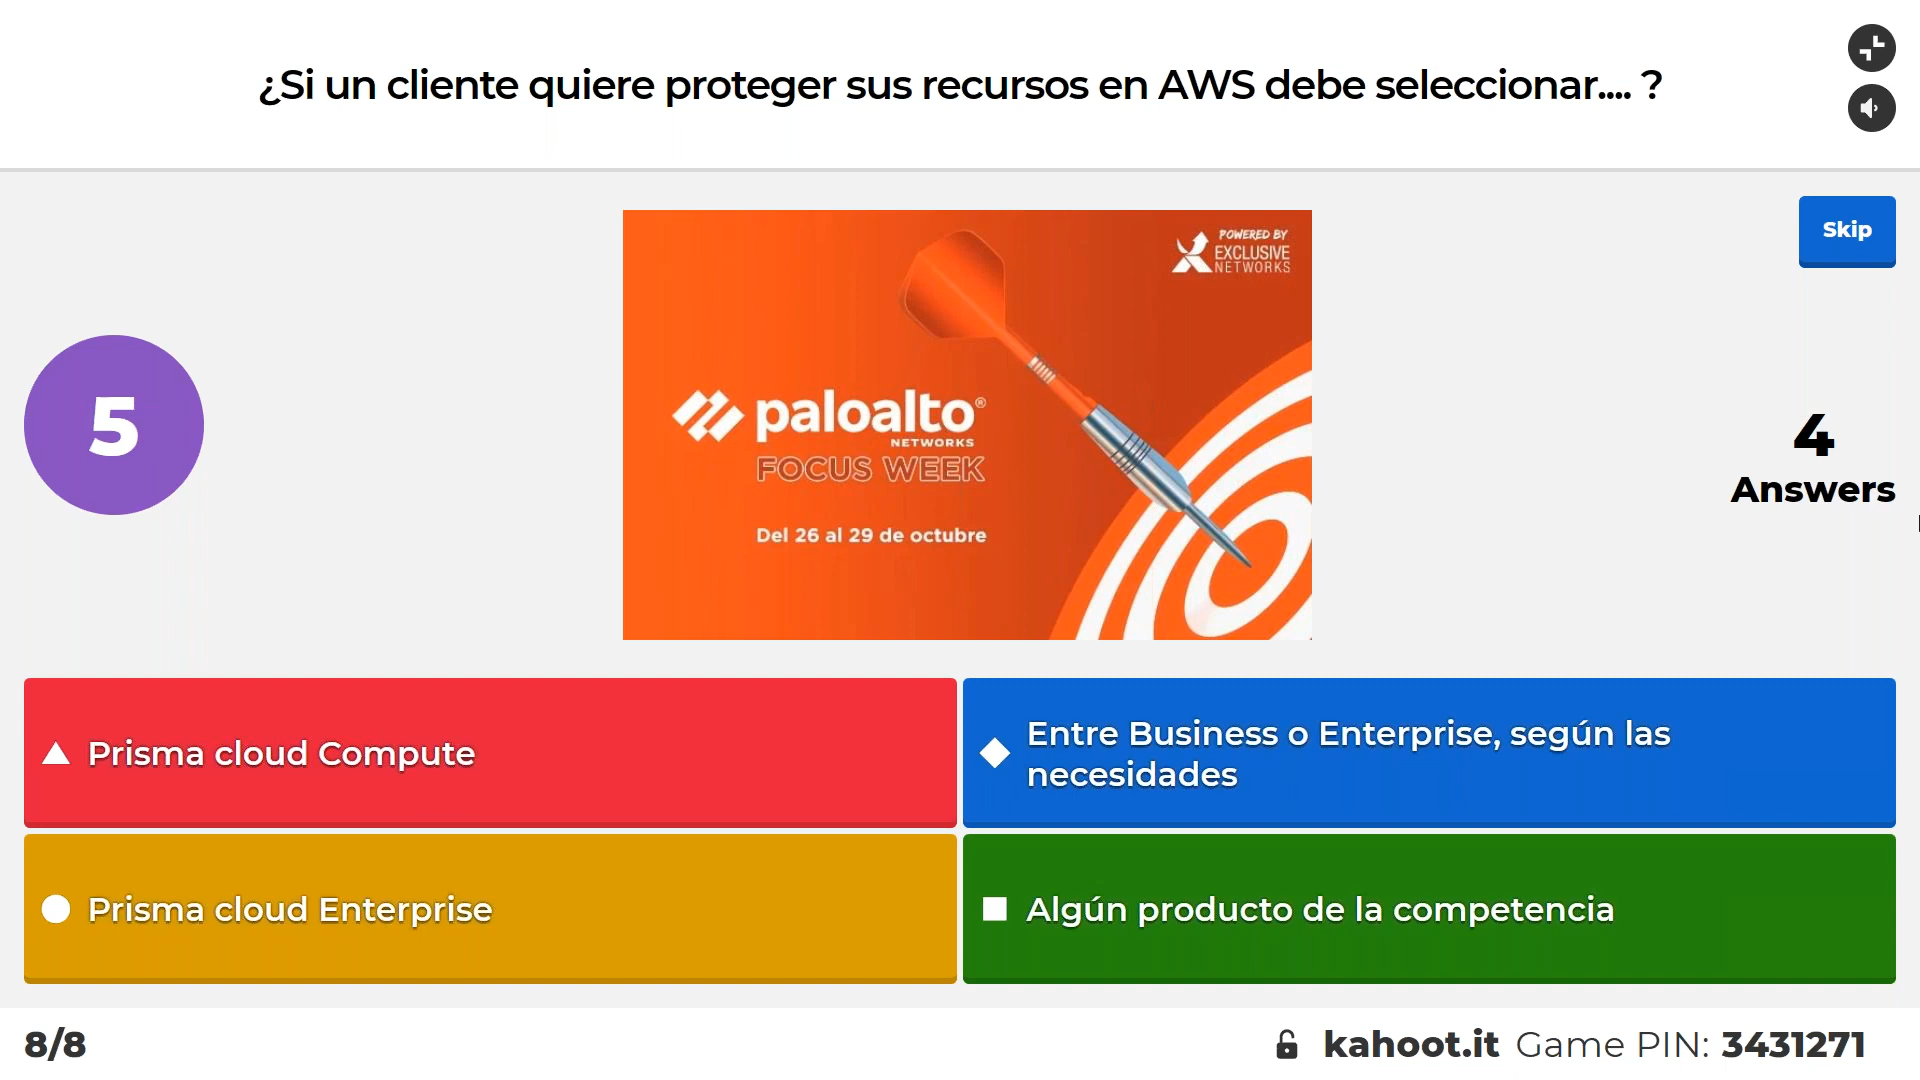 ¿Si un cliente quiere proteger sus recursos en AWS debe seleccionar.... ?
Skip
POWERED BY
EXCLUSIVE
NETWORKS
5
paloalto®
NETWORKS
FOCUS WEEK
Del 26 al 29 de octubre
4
Answers
Prisma cloud Compute
Entre Business o Enterprise, según las
necesidades
Prisma cloud Enterprise
Algún producto de la competencia
8/8
kahoot.it Game PIN: 3431271